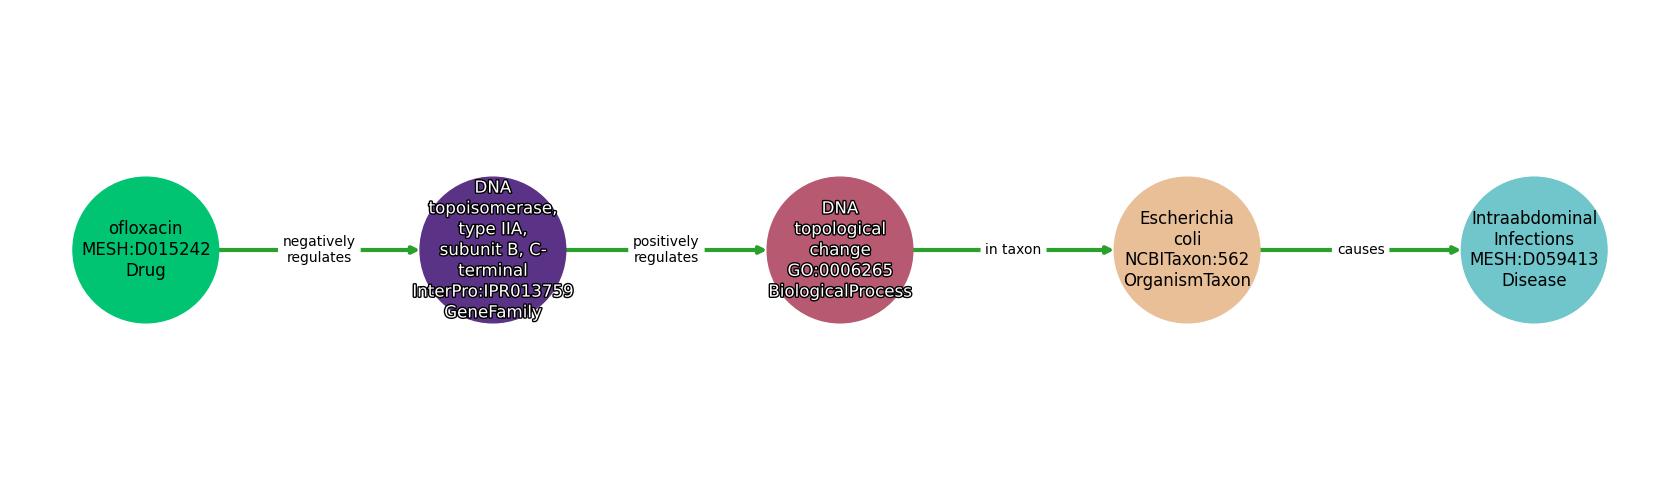 ofloxacin
MESH:D015242
Drug
negatively
regulates
DNA
topoisomerase,
type IIA,
subunit B, C-
terminal
InterPro:IPR013759
GeneFamily
positively
regulates
DNA
topological
change
GO:0006265
BiologicalProcess
in taxon
Escherichia
coli
NCBITaxon:562
OrganismTaxon
causes
Intraabdominal
Infections
MESH:D059413
Disease